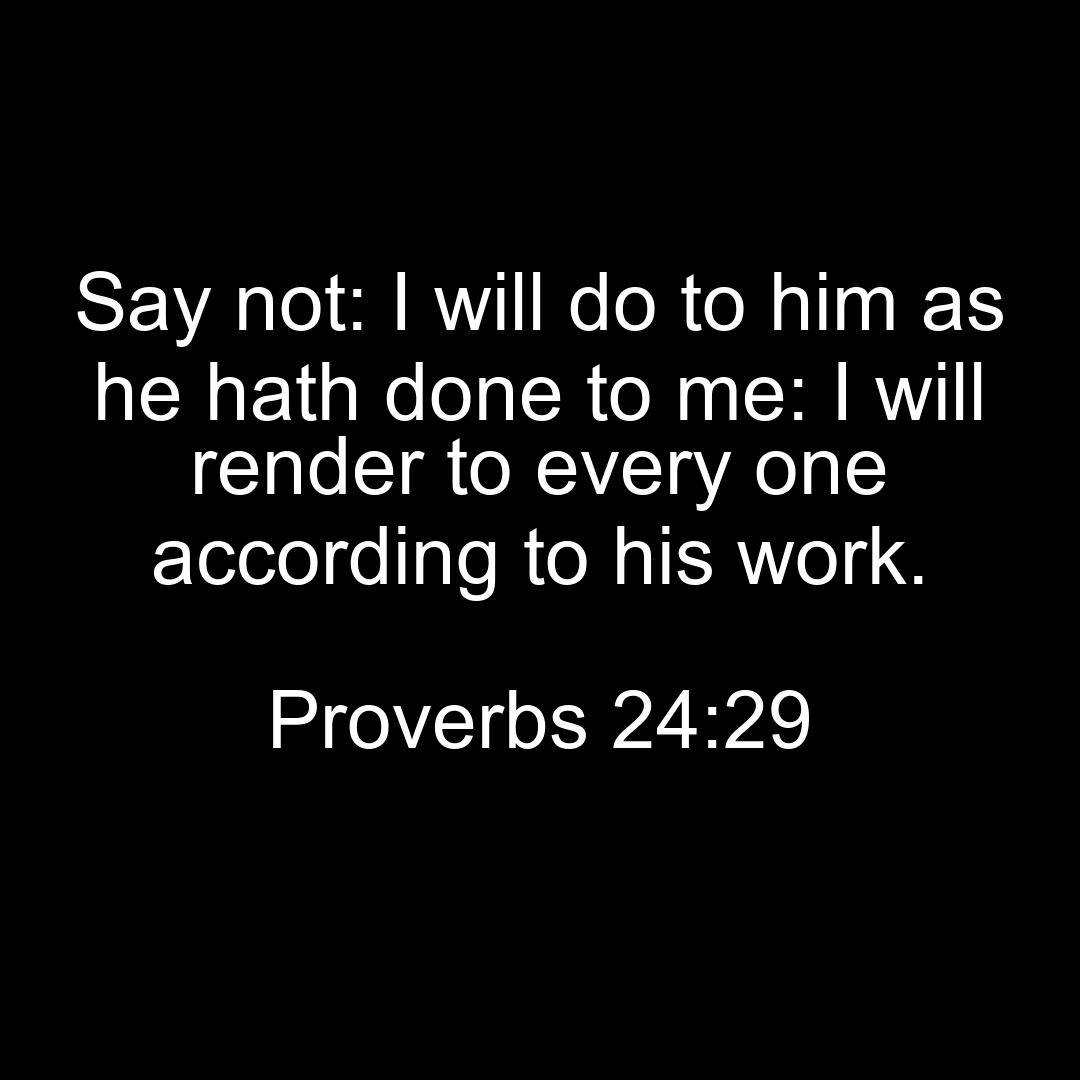 Say not: I will do to him as
he hath done to me: I will
render to every one
according to his work.
Proverbs 24:29